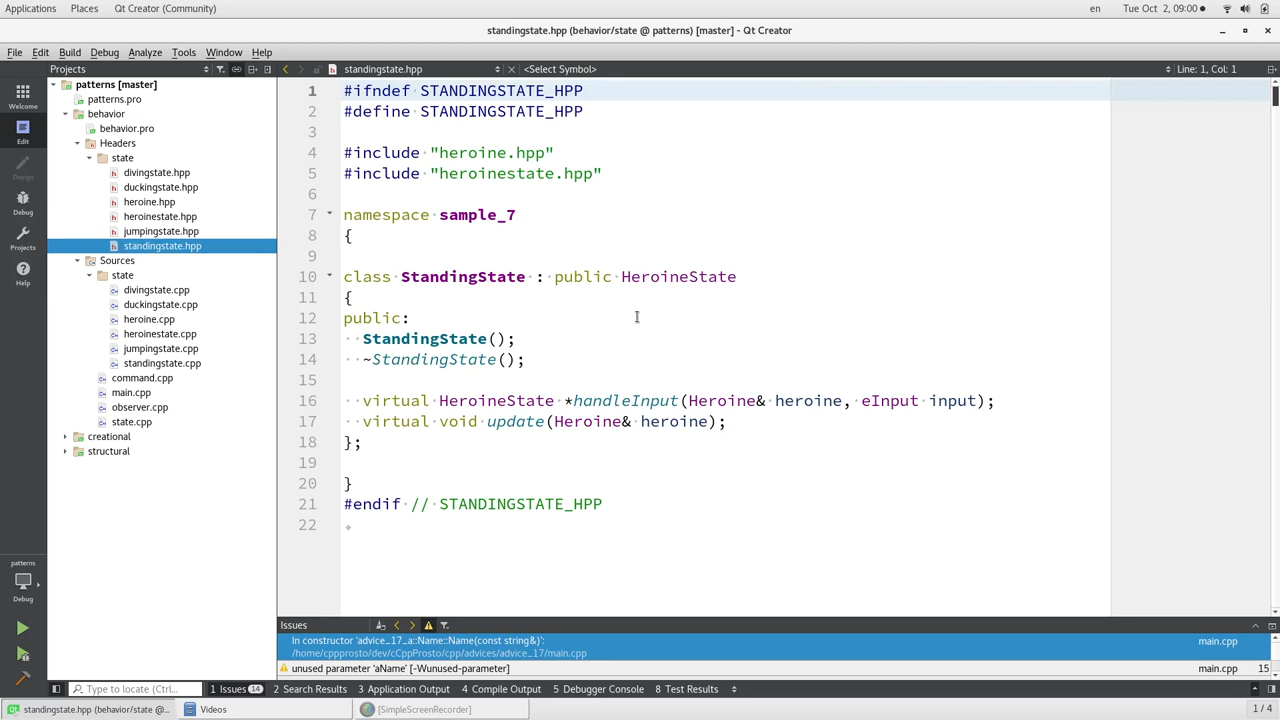 Applications Places Qt Creator (Community) en Tue Oct 2, 09:00
standingstate.hpp (behavior/state @ patterns) [master] - Qt Creator
File Edit Build Debug Analyze Tools Window Help
Projects standingstate.hpp <Select Symbol> Line: 1, Col: 1
Welcome
Edit
Design
Debug
Projects
Help
patterns
Debug
patterns [master]
patterns.pro
behavior
behavior.pro
Headers
state
divingstate.hpp
duckingstate.hpp
heroine.hpp
heroinestate.hpp
jumpingstate.hpp
standingstate.hpp
Sources
state
divingstate.cpp
duckingstate.cpp
heroine.cpp
heroinestate.cpp
jumpingstate.cpp
standingstate.cpp
command.cpp
main.cpp
observer.cpp
state.cpp
creational
structural
1 #ifndef STANDINGSTATE_HPP
2 #define STANDINGSTATE_HPP
3
4 #include "heroine.hpp"
5 #include "heroinestate.hpp"
6
7 namespace sample_7
8 {
9
10 class StandingState : public HeroineState
11 {
12 public:
13 StandingState();
14 ~StandingState();
15
16 virtual HeroineState *handleInput(Heroine& heroine, eInput input);
17 virtual void update(Heroine& heroine);
18 };
19
20 }
21 #endif // STANDINGSTATE_HPP
22
Issues
In constructor 'advice_17_a::Name::Name(const string&)': main.cpp
/home/cppprosto/dev/cCppProsto/cpp/advices/advice_17/main.cpp
unused parameter 'aName' [-Wunused-parameter] main.cpp 15
Type to locate (Ctrl... 1 Issues 14 2 Search Results 3 Application Output 4 Compile Output 5 Debugger Console 8 Test Results
standingstate.hpp (behavior/state @... Videos [SimpleScreenRecorder] 1 / 4